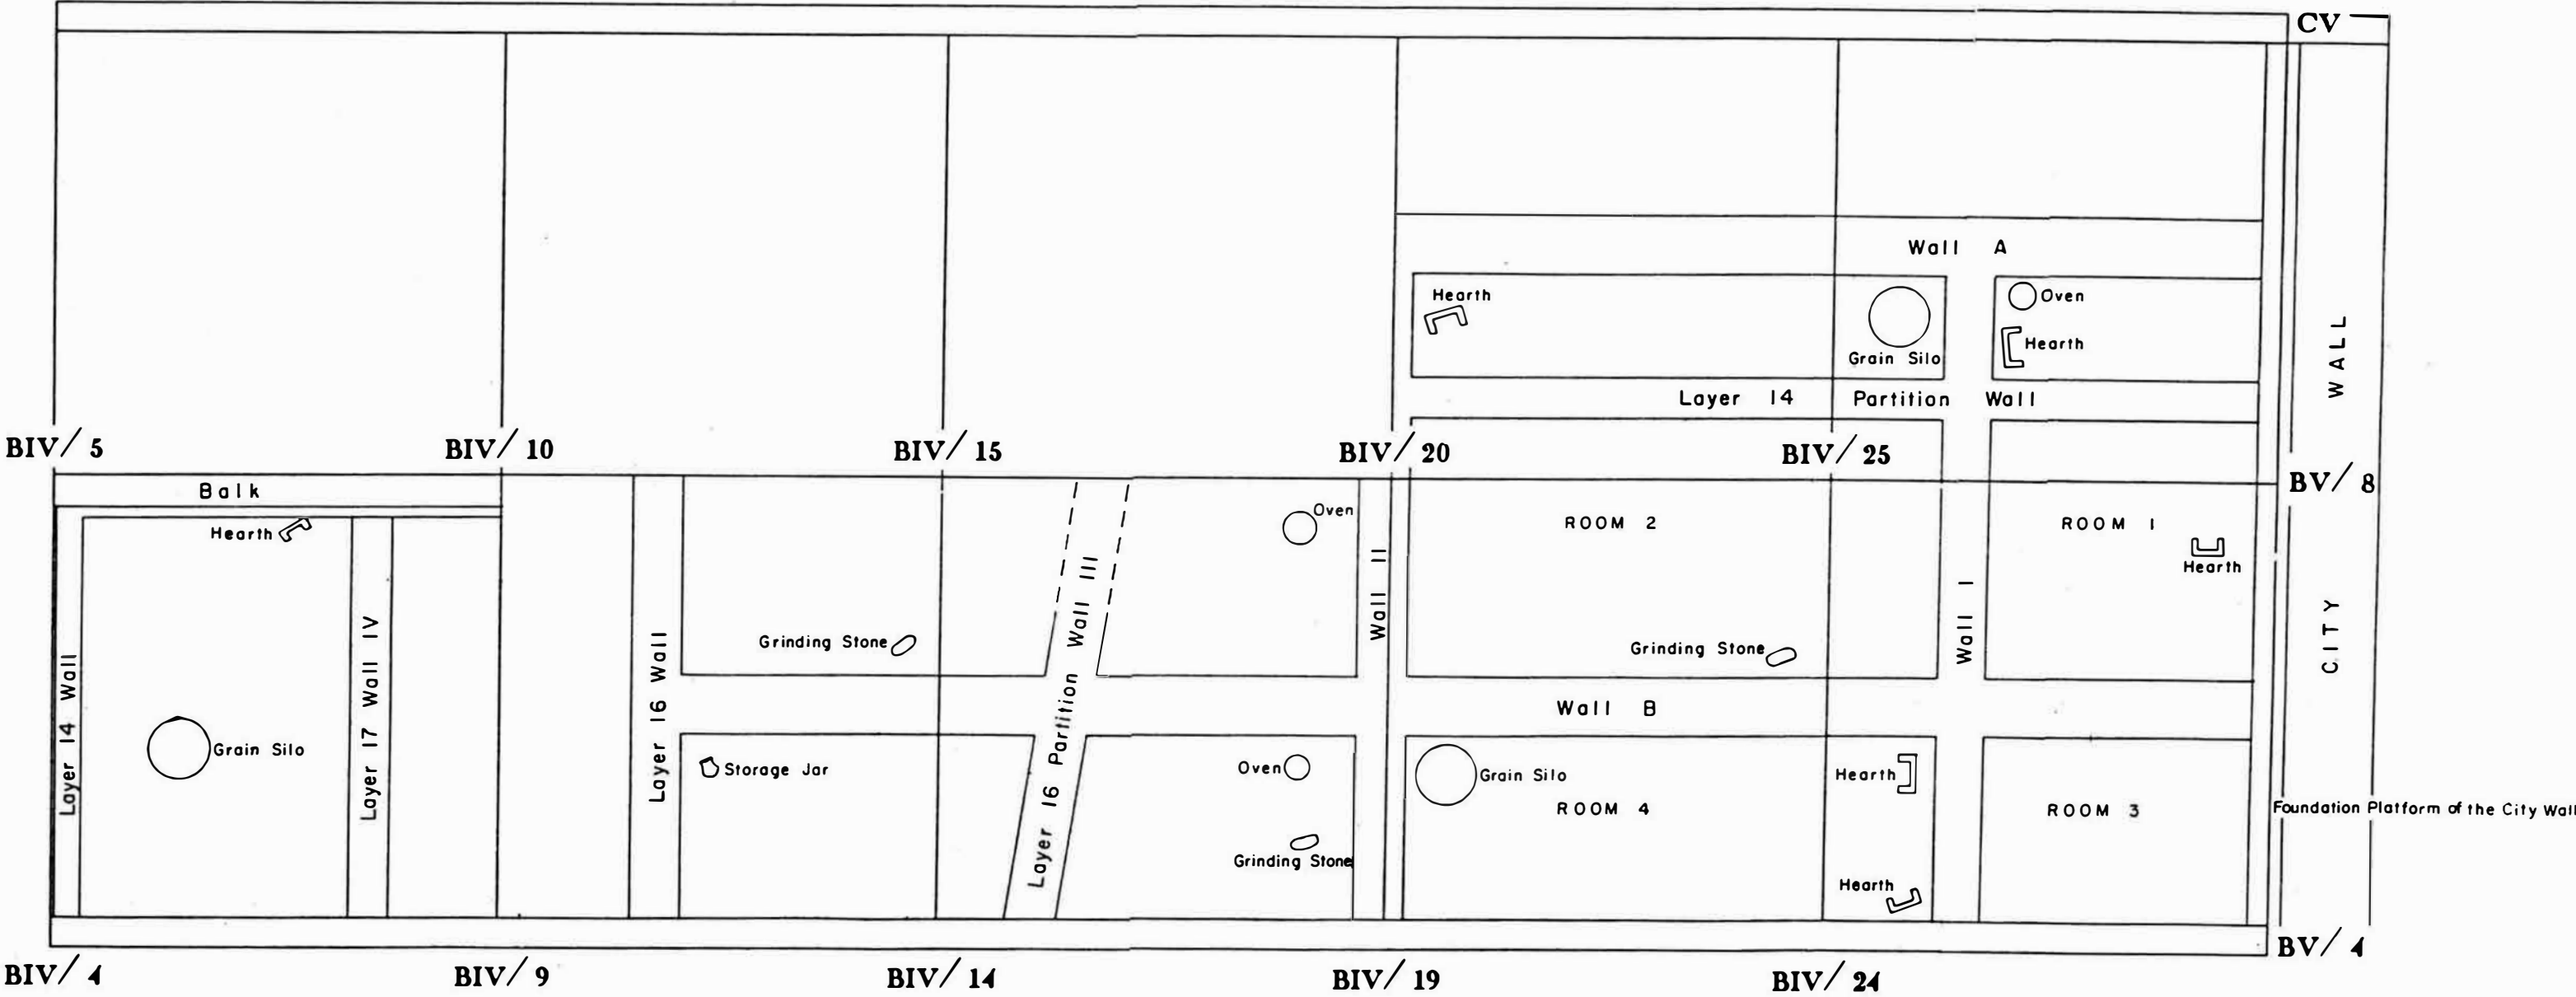 CV
Wall A
Hearth
Oven
Grain Silo
Hearth
WALL
Layer 14 Partition Wall
BIV/ 5
BIV/ 10
BIV/ 15
BIV/ 20
BIV/ 25
BV/ 8
Balk
Hearth
Oven
ROOM 2
ROOM 1
Hearth
Layer 14 Wall
Layer 17 Wall IV
Layer 16 Wall
Grinding Stone
Layer 16 Partition Wall III
Wall II
Grinding Stone
Wall I
CITY
Wall B
Grain Silo
Storage Jar
Oven
Grain Silo
Hearth
ROOM 4
ROOM 3
Foundation Platform of the City Wall
Grinding Stone
Hearth
BIV/ 4
BIV/ 9
BIV/ 14
BIV/ 19
BIV/ 24
BV/ 4